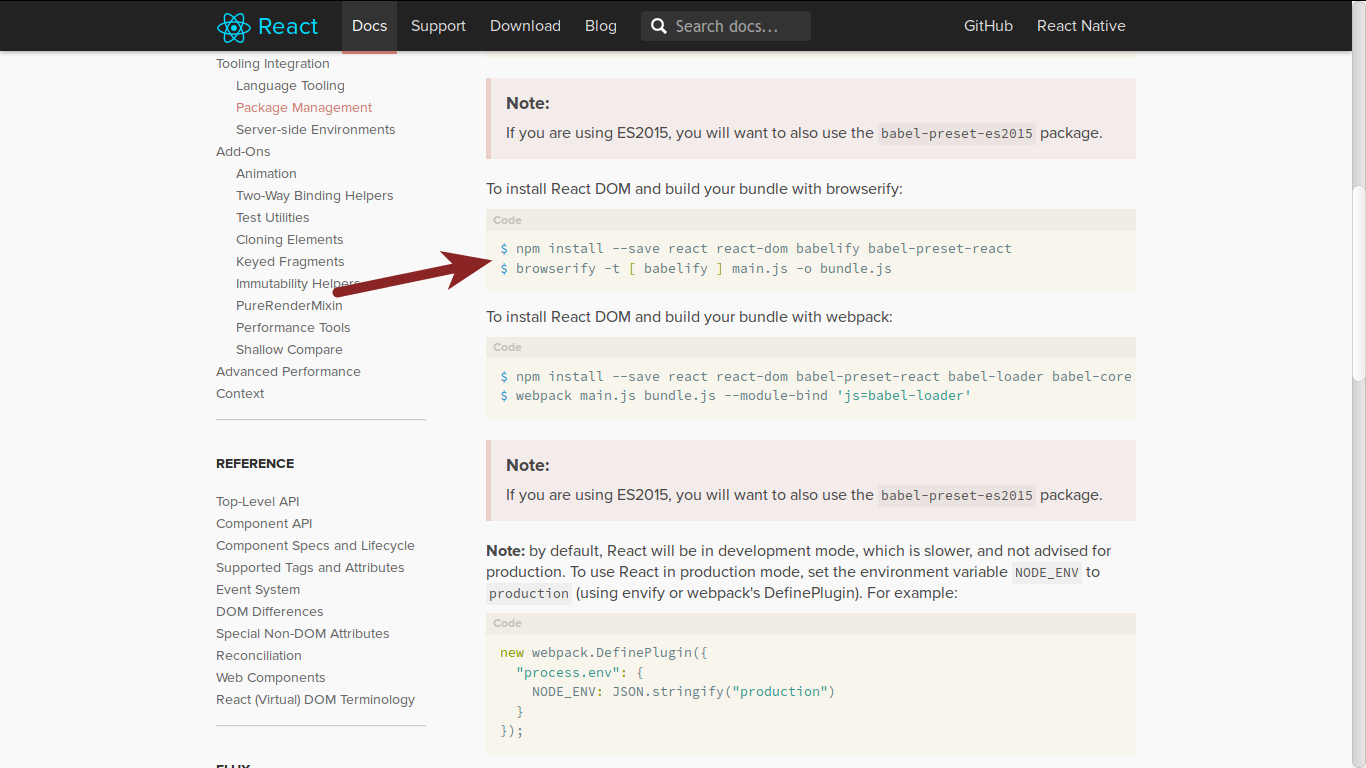 React Docs Support Download Blog Search docs... GitHub React Native
Tooling Integration
Language Tooling
Package Management
Server-side Environments
Add-Ons
Animation
Two-Way Binding Helpers
Test Utilities
Cloning Elements
Keyed Fragments
Immutability Helpers
PureRenderMixin
Performance Tools
Shallow Compare
Advanced Performance
Context
REFERENCE
Top-Level API
Component API
Component Specs and Lifecycle
Supported Tags and Attributes
Event System
DOM Differences
Special Non-DOM Attributes
Reconciliation
Web Components
React (Virtual) DOM Terminology
FLUX
Note:
If you are using ES2015, you will want to also use the babel-preset-es2015 package.
To install React DOM and build your bundle with browserify:
Code
$ npm install --save react react-dom babelify babel-preset-react
$ browserify -t [ babelify ] main.js -o bundle.js
To install React DOM and build your bundle with webpack:
Code
$ npm install --save react react-dom babel-preset-react babel-loader babel-core
$ webpack main.js bundle.js --module-bind 'js=babel-loader'
Note:
If you are using ES2015, you will want to also use the babel-preset-es2015 package.
Note: by default, React will be in development mode, which is slower, and not advised for
production. To use React in production mode, set the environment variable NODE_ENV to
production (using envify or webpack's DefinePlugin). For example:
Code
new webpack.DefinePlugin({
"process.env": {
NODE_ENV: JSON.stringify("production")
}
});